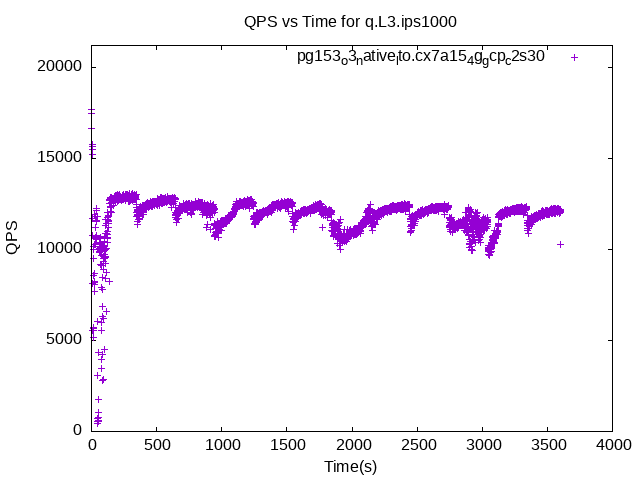 QPS vs Time for q.L3.ips1000
pg153_o3_native_lto.cx7a15_4g_gcp_c2s30
20000
15000
10000
5000
0
QPS
0 500 1000 1500 2000 2500 3000 3500 4000
Time(s)